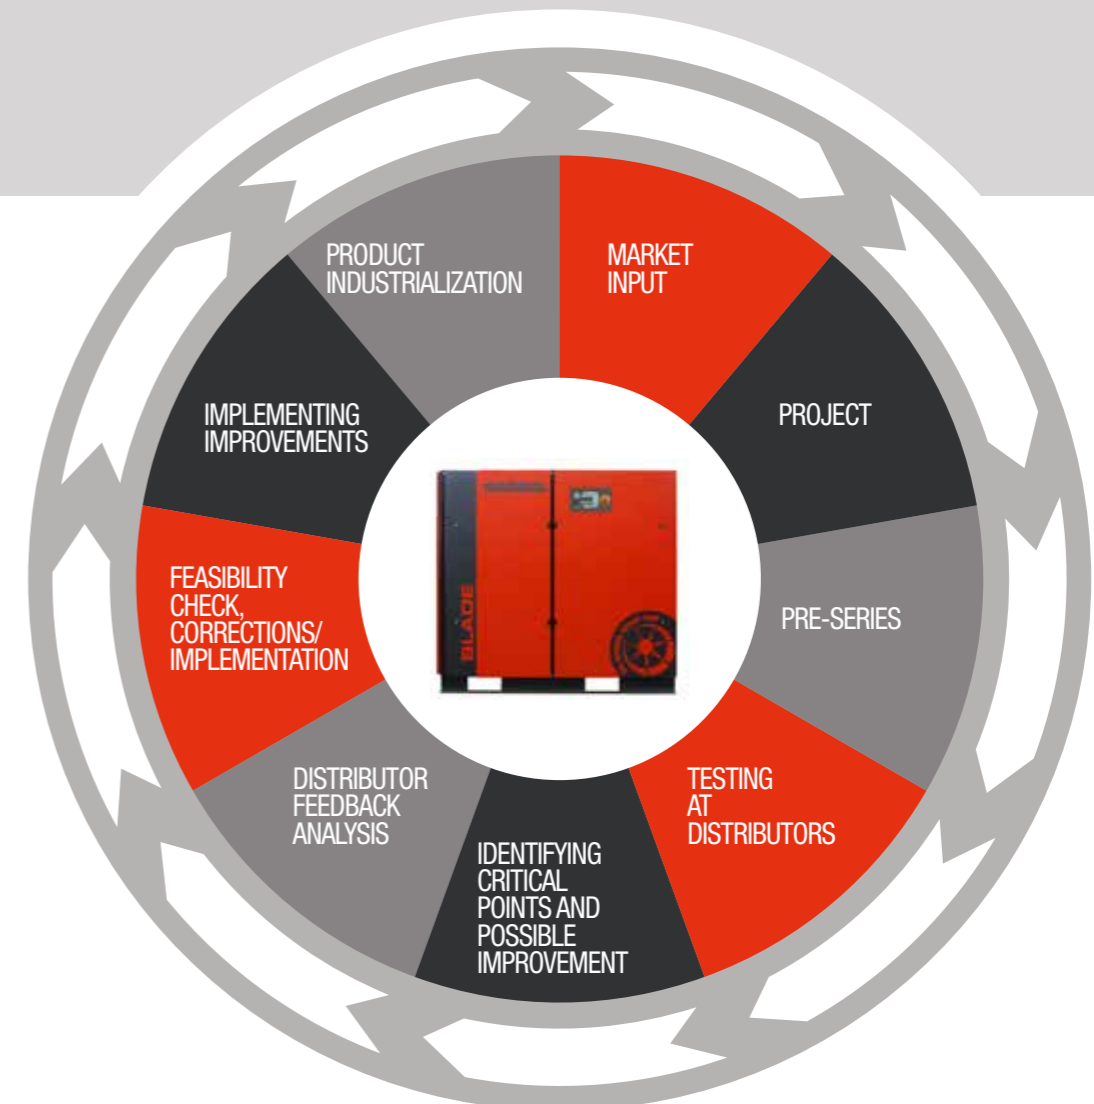 MARKET
INPUT
PROJECT
PRE-SERIES
TESTING
AT
DISTRIBUTORS
IDENTIFYING
CRITICAL
POINTS AND
POSSIBLE
IMPROVEMENT
DISTRIBUTOR
FEEDBACK
ANALYSIS
FEASIBILITY
CHECK,
CORRECTIONS/
IMPLEMENTATION
IMPLEMENTING
IMPROVEMENTS
PRODUCT
INDUSTRIALIZATION
BLADE